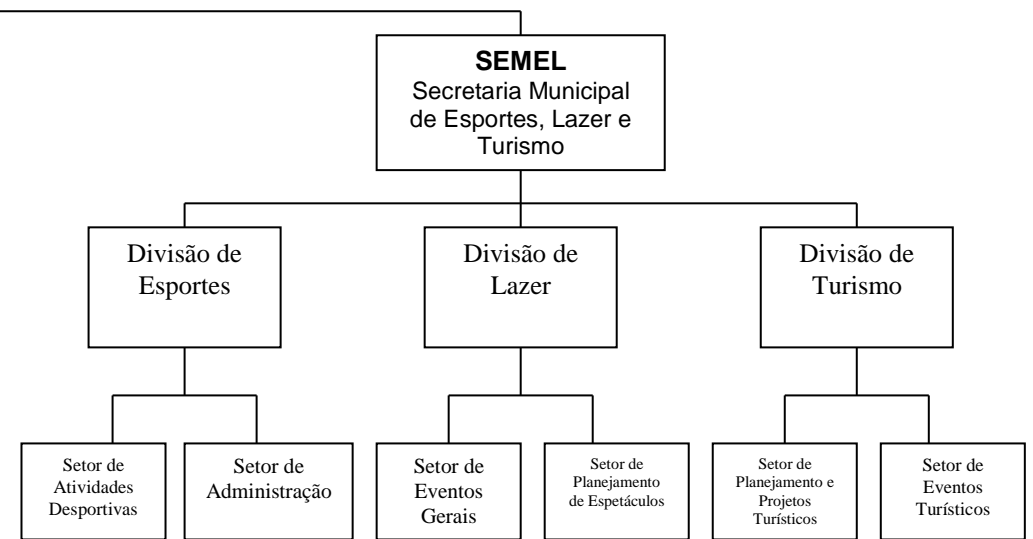 SEMEL
Secretaria Municipal
de Esportes, Lazer e
Turismo
Divisão de
Esportes
Divisão de
Lazer
Divisão de
Turismo
Setor de
Atividades
Desportivas
Setor de
Administração
Setor de
Eventos
Gerais
Setor de
Planejamento
de Espetáculos
Setor de
Planejamento e
Projetos
Turísticos
Setor de
Eventos
Turísticos